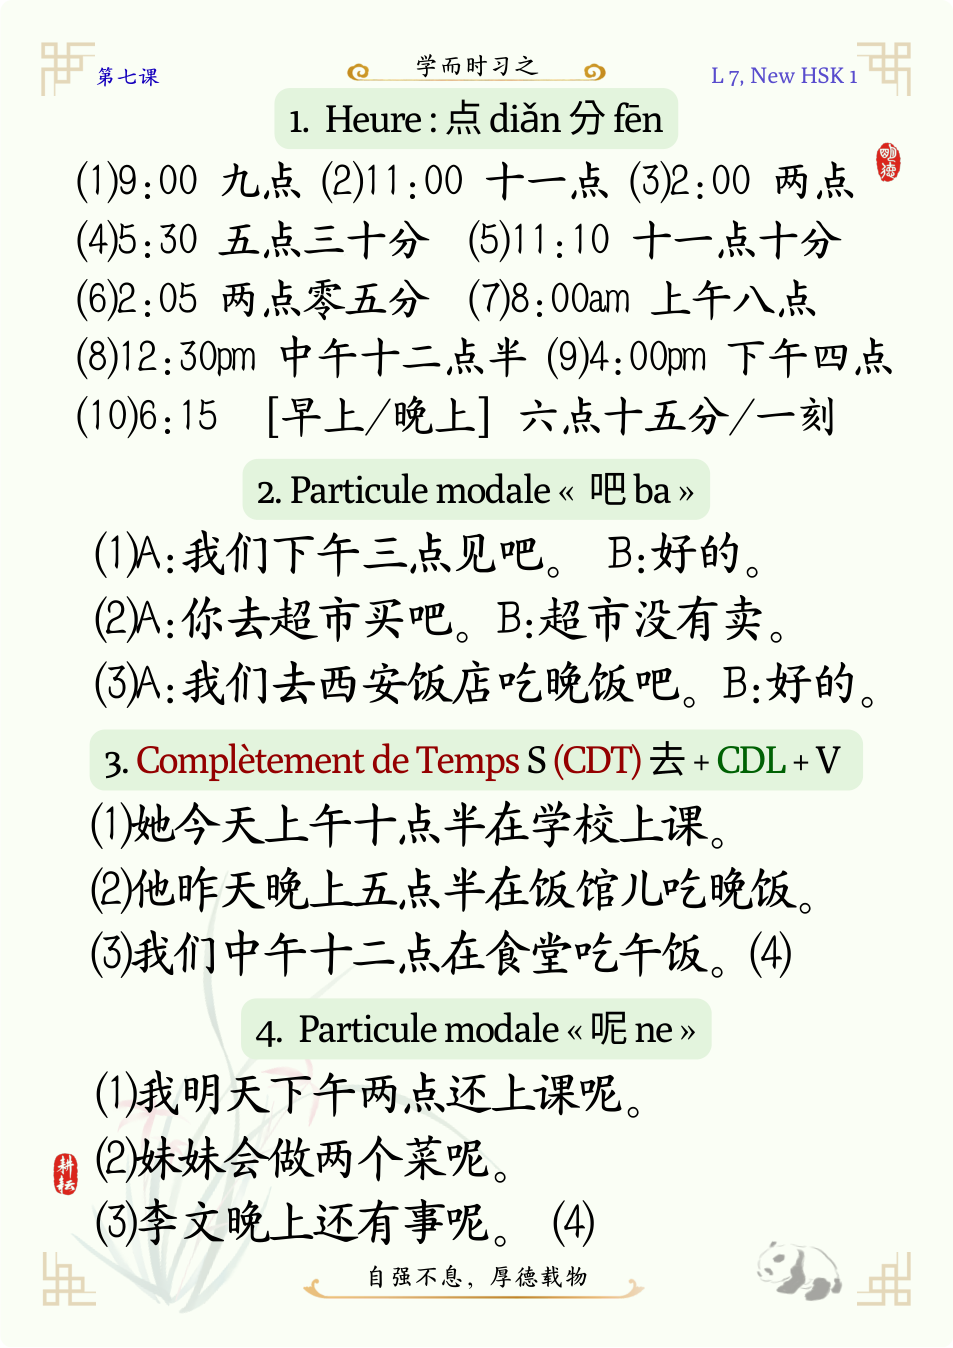 第七课
学而时习之
L 7, New HSK 1
1. Heure : 点 diǎn 分 fēn
(1)9:00 九点 (2)11:00 十一点 (3)2:00 两点
明德
(4)5:30 五点三十分 (5)11:10 十一点十分
(6)2:05 两点零五分 (7)8:00am 上午八点
(8)12:30pm 中午十二点半 (9)4:00pm 下午四点
(10)6:15 [早上/晚上] 六点十五分/一刻
2. Particule modale « 吧 ba »
(1)A:我们下午三点见吧。 B:好的。
(2)A:你去超市买吧。B:超市没有卖。
(3)A:我们去西安饭店吃晚饭吧。B:好的。
3. Complètement de Temps S (CDT) 去 + CDL + V
(1)她今天上午十点半在学校上课。
(2)他昨天晚上五点半在饭馆儿吃晚饭。
(3)我们中午十二点在食堂吃午饭。(4)
4. Particule modale « 呢 ne »
(1)我明天下午两点还上课呢。
(2)妹妹会做两个菜呢。
耕耘
(3)李文晚上还有事呢。 (4)
自强不息，厚德载物